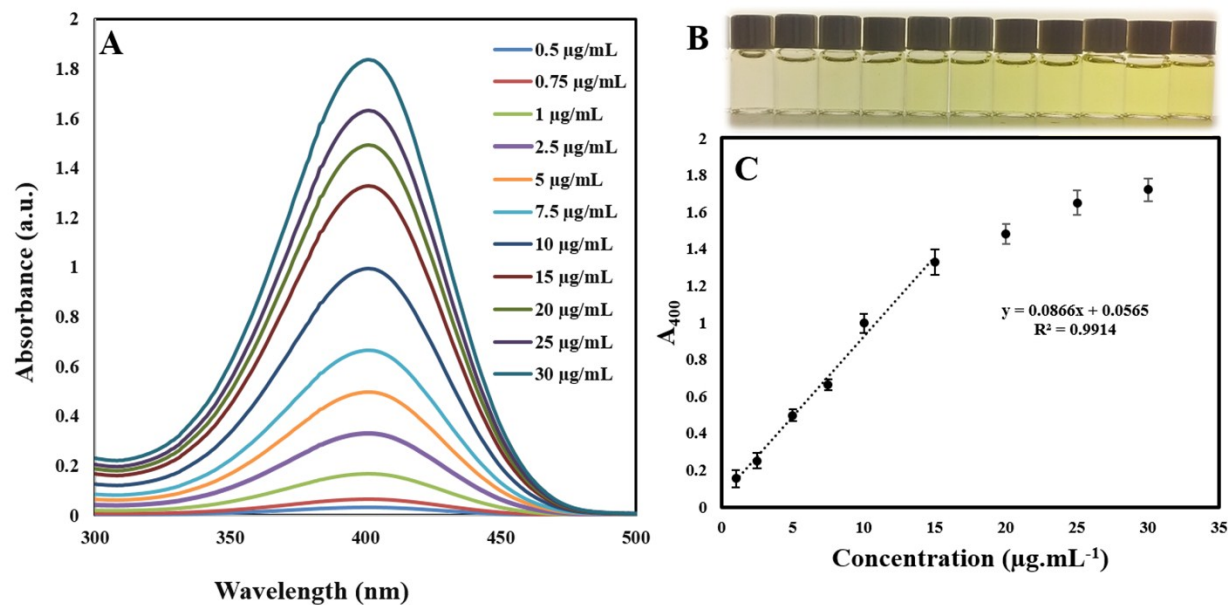 A
2
1.8
1.6
1.4
1.2
1
0.8
0.6
0.4
0.2
0
Absorbance (a.u.)
300
350
400
450
500
Wavelength (nm)
0.5 µg/mL
0.75 µg/mL
1 µg/mL
2.5 µg/mL
5 µg/mL
7.5 µg/mL
10 µg/mL
15 µg/mL
20 µg/mL
25 µg/mL
30 µg/mL
B
C
2
1.8
1.6
1.4
1.2
1
0.8
0.6
0.4
0.2
0
A₄₀₀
y = 0.0866x + 0.0565
R² = 0.9914
0
5
10
15
20
25
30
35
Concentration (µg.mL⁻¹)